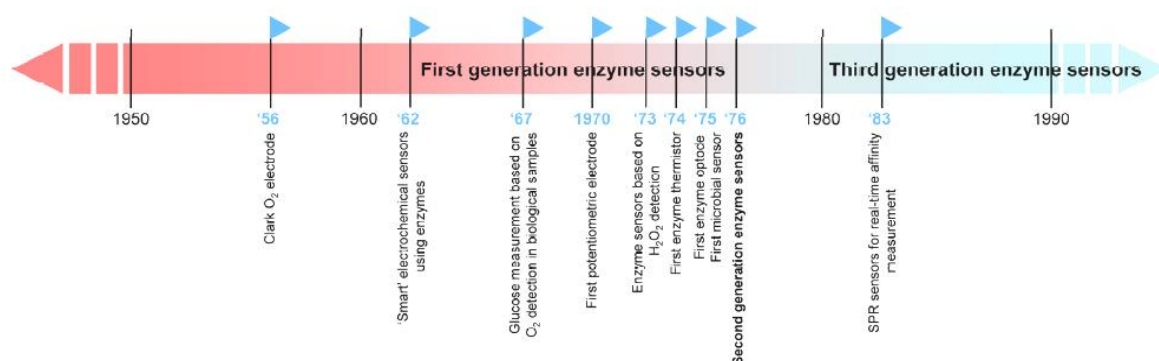 First generation enzyme sensors
Third generation enzyme sensors
1950
'56
1960
'62
'67
1970
'73
'74
'75
'76
1980
'83
1990
Clark O₂ electrode
'Smart' electrochemical sensors
using enzymes
Glucose measurement based on
O₂ detection in biological samples
First potentiometric electrode
Enzyme sensors based on
H₂O₂ detection
First enzyme thermistor
First enzyme optode
First microbial sensor
Second generation enzyme sensors
SPR sensors for real-time affinity
measurement